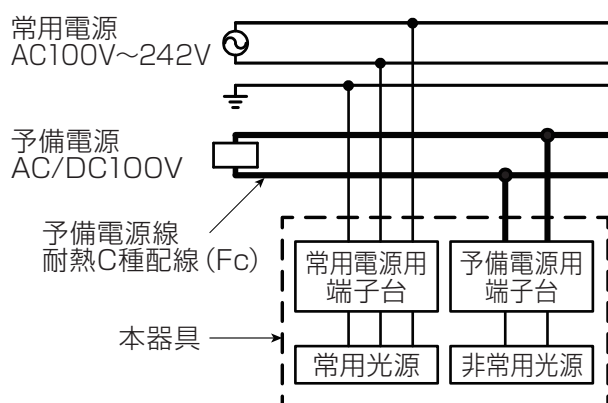 常用電源
AC100V～242V
予備電源
AC/DC100V
予備電源線
耐熱C種配線(Fc)
常用電源用
端子台
予備電源用
端子台
本器具
常用光源
非常用光源